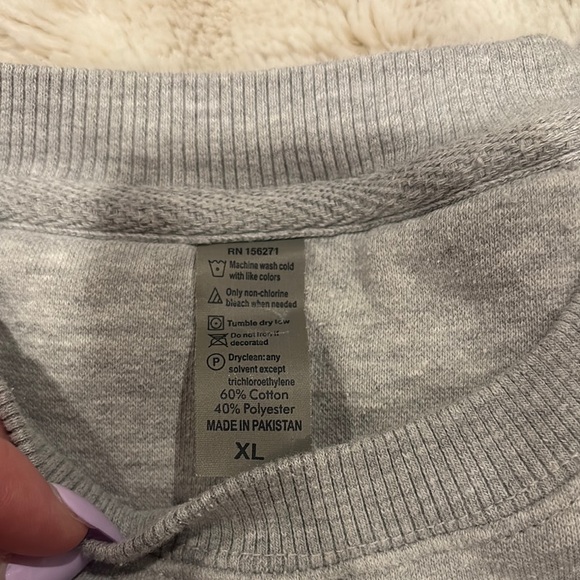 RN 156271
Machine wash cold
with like colors
Only non-chlorine
bleach when needed
Tumble dry low
Do not iron if
decorated
P Dryclean: any
solvent except
trichloroethylene
60% Cotton
40% Polyester
MADE IN PAKISTAN
XL